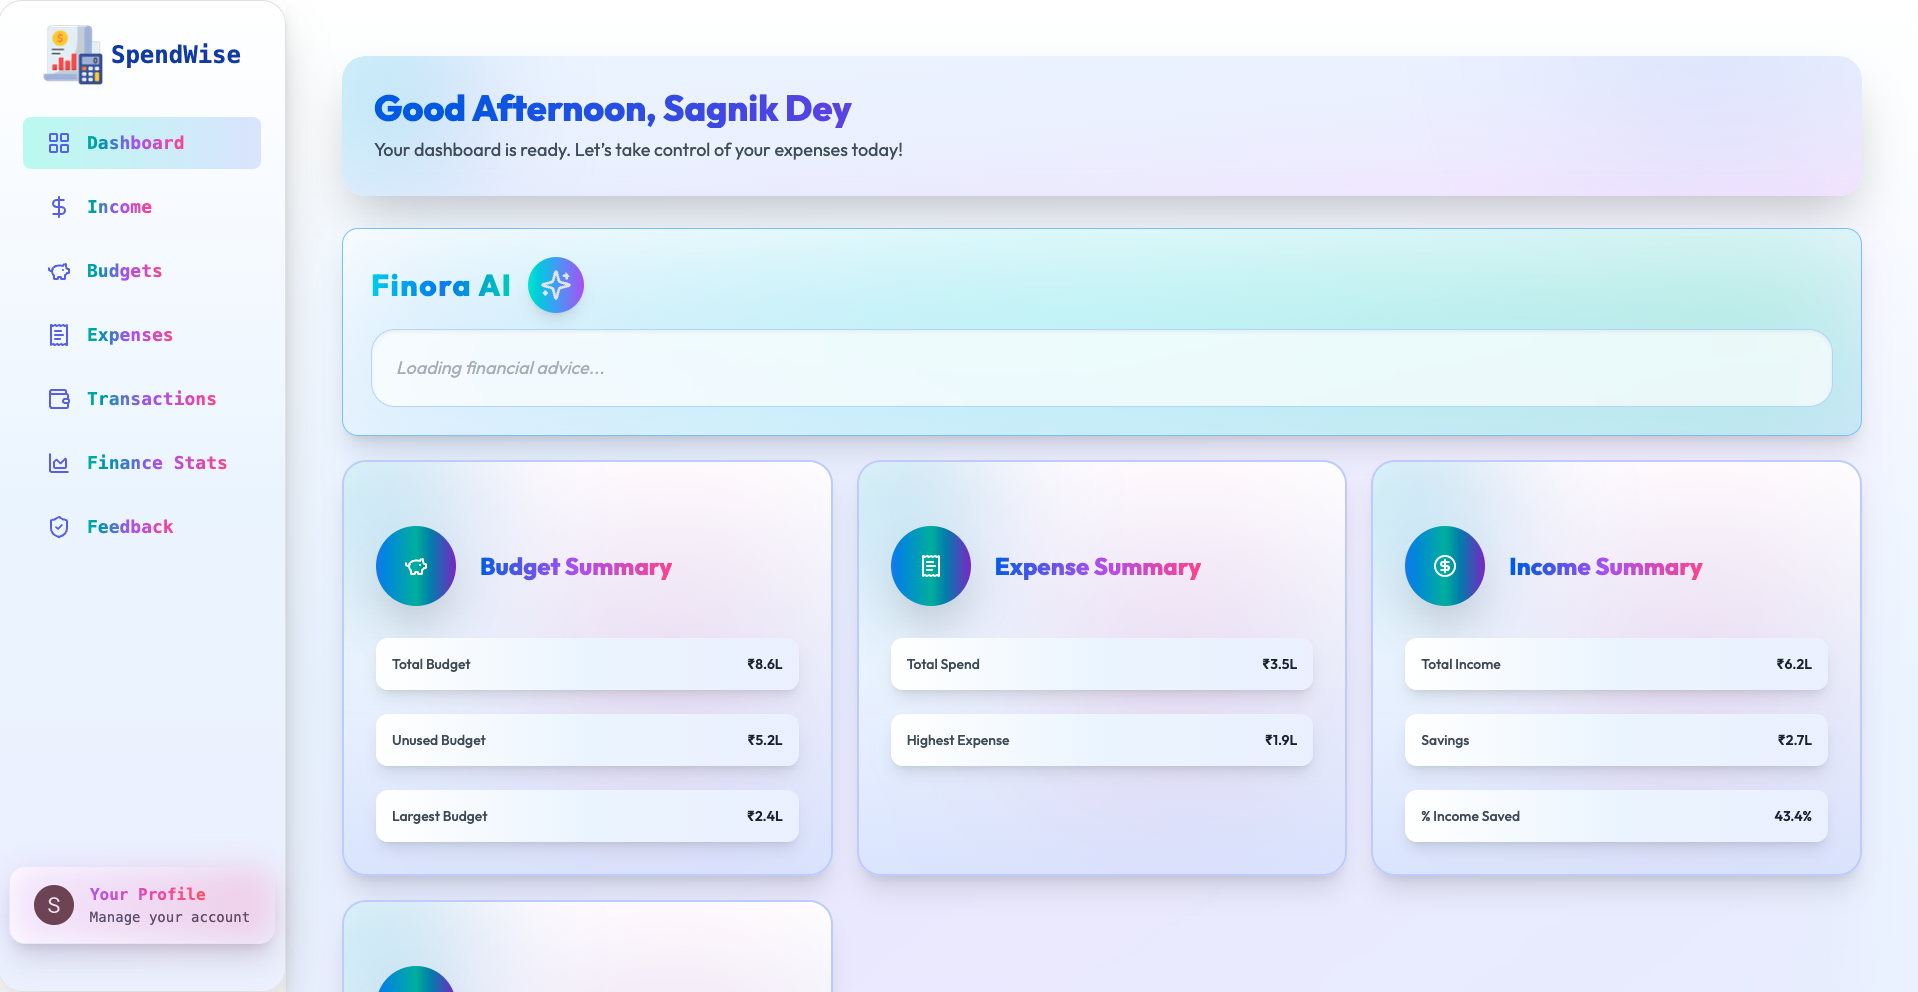 SpendWise
Dashboard
Income
Budgets
Expenses
Transactions
Finance Stats
Feedback
S
Your Profile
Manage your account
Good Afternoon, Sagnik Dey
Your dashboard is ready. Let’s take control of your expenses today!
Finora AI
Loading financial advice...
Budget Summary
Total Budget ₹8.6L
Unused Budget ₹5.2L
Largest Budget ₹2.4L
Expense Summary
Total Spend ₹3.5L
Highest Expense ₹1.9L
Income Summary
Total Income ₹6.2L
Savings ₹2.7L
% Income Saved 43.4%